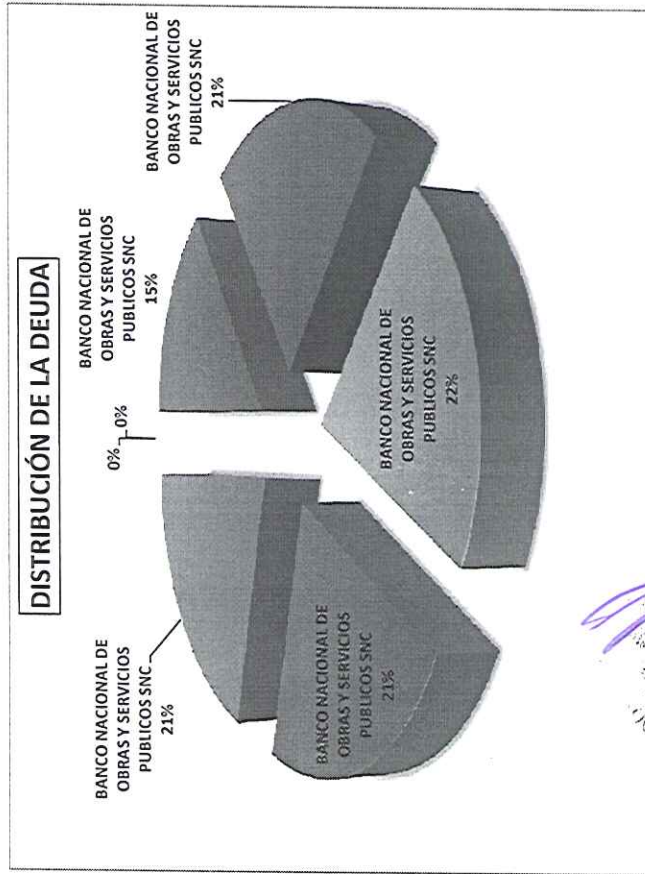 DISTRIBUCIÓN DE LA DEUDA
0%
0%
BANCO NACIONAL DE
OBRAS Y SERVICIOS
PUBLICOS SNC
15%
BANCO NACIONAL DE
OBRAS Y SERVICIOS
PUBLICOS SNC
21%
BANCO NACIONAL DE
OBRAS Y SERVICIOS
PUBLICOS SNC
22%
BANCO NACIONAL DE
OBRAS Y SERVICIOS
PUBLICOS SNC
21%
BANCO NACIONAL DE
OBRAS Y SERVICIOS
PUBLICOS SNC
21%